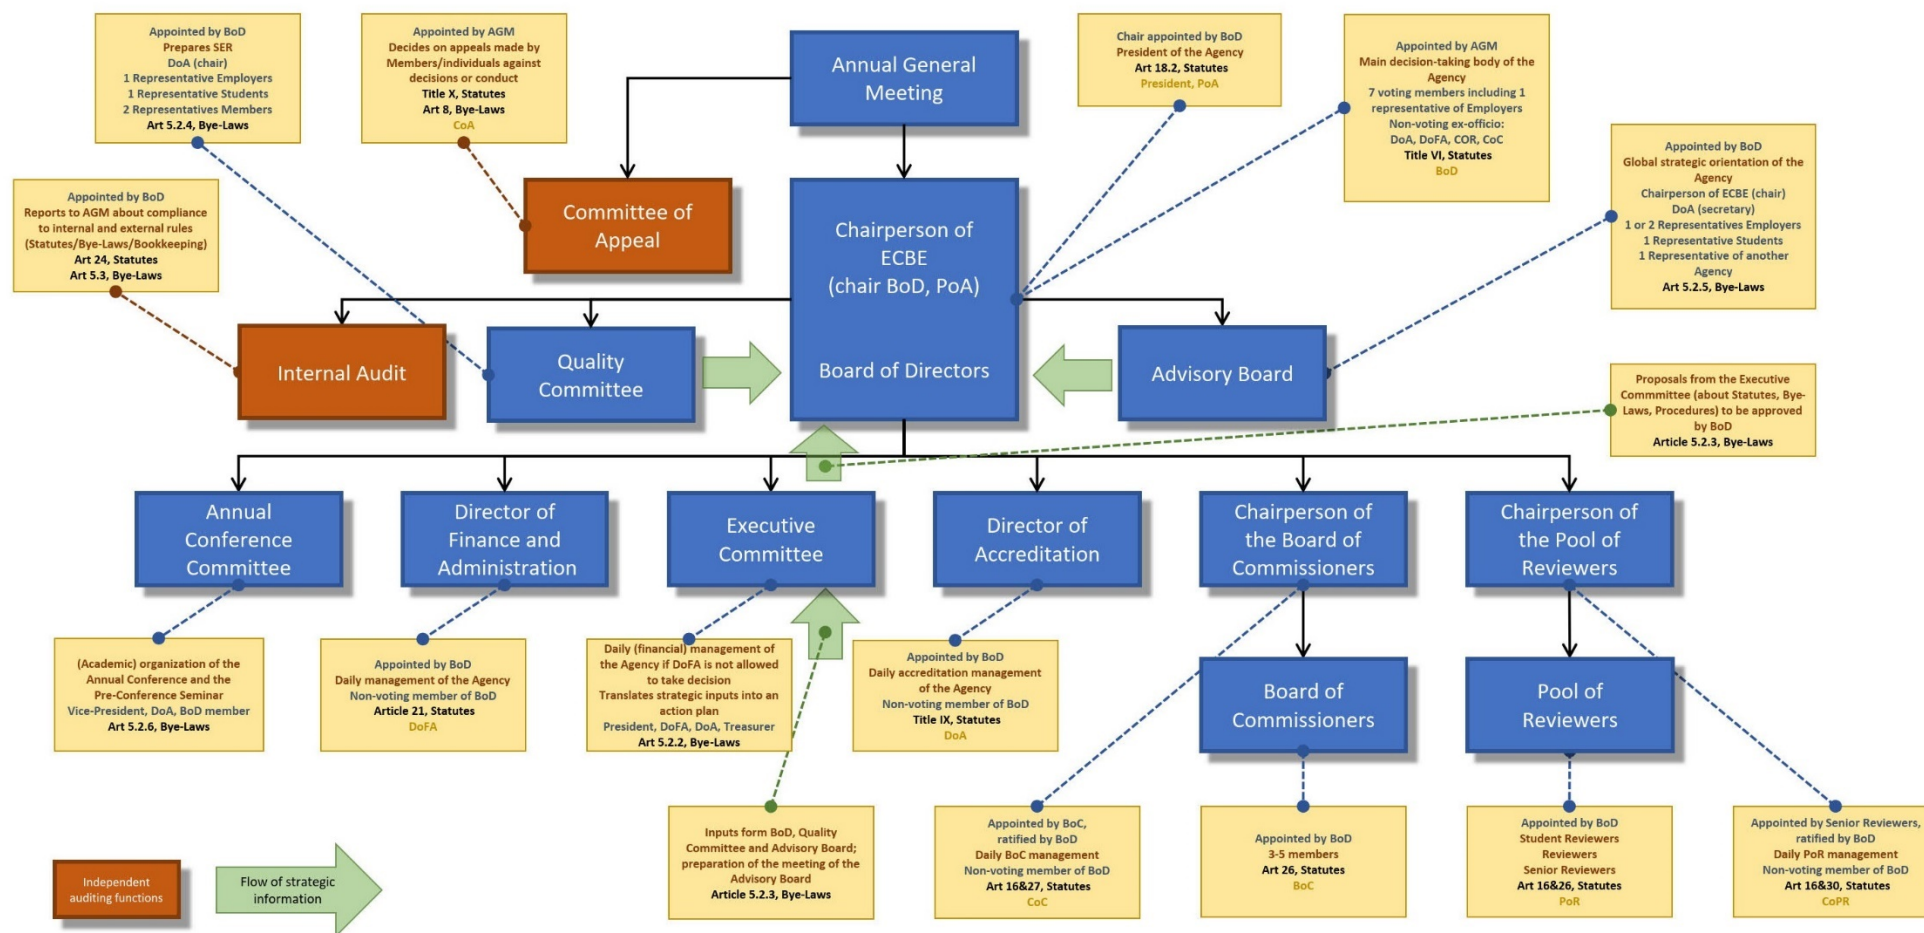 Appointed by BoD
Prepares SER
DoA (chair)
1 Representative Employers
1 Representative Students
2 Representatives Members
Art 5.2.4, Bye-Laws
Appointed by AGM
Decides on appeals made by
Members/individuals against
decisions or conduct
Title X, Statutes
Art 8, Bye-Laws
CoA
Annual General
Meeting
Chair appointed by BoD
President of the Agency
Art 18.2, Statutes
President, PoA
Appointed by AGM
Main decision-taking body of the
Agency
7 voting members including 1
representative of Employers
Non-voting ex-officio:
DoA, DoFA, COR, CoC
Title VI, Statutes
BoD
Appointed by BoD
Global strategic orientation of the
Agency
Chairperson of ECBE (chair)
DoA (secretary)
1 or 2 Representatives Employers
1 Representative Students
1 Representative of another
Agency
Art 5.2.5, Bye-Laws
Appointed by BoD
Reports to AGM about compliance
to internal and external rules
(Statutes/Bye-Laws/Bookkeeping)
Art 24, Statutes
Art 5.3, Bye-Laws
Committee of
Appeal
Chairperson of
ECBE
(chair BoD, PoA)
Board of Directors
Internal Audit
Quality
Committee
Advisory Board
Proposals from the Executive
Commmittee (about Statutes, Bye-
Laws, Procedures) to be approved
by BoD
Article 5.2.3, Bye-Laws
Annual
Conference
Committee
Director of
Finance and
Administration
Executive
Committee
Director of
Accreditation
Chairperson of
the Board of
Commissioners
Chairperson of
the Pool of
Reviewers
(Academic) organization of the
Annual Conference and the
Pre-Conference Seminar
Vice-President, DoA, BoD member
Art 5.2.6, Bye-Laws
Appointed by BoD
Daily management of the Agency
Non-voting member of BoD
Article 21, Statutes
DoFA
Daily (financial) management of
the Agency if DoFA is not allowed
to take decision
Translates strategic inputs into an
action plan
President, DoFA, DoA, Treasurer
Art 5.2.2, Bye-Laws
Appointed by BoD
Daily accreditation management
of the Agency
Non-voting member of BoD
Title IX, Statutes
DoA
Board of
Commissioners
Pool of
Reviewers
Inputs form BoD, Quality
Committee and Advisory Board;
preparation of the meeting of the
Advisory Board
Article 5.2.3, Bye-Laws
Appointed by BoC,
ratified by BoD
Daily BoC management
Non-voting member of BoD
Art 16&27, Statutes
CoC
Appointed by BoD
3-5 members
Art 26, Statutes
BoC
Appointed by BoD
Student Reviewers
Reviewers
Senior Reviewers
Art 16&26, Statutes
PoR
Appointed by Senior Reviewers,
ratified by BoD
Daily PoR management
Non-voting member of BoD
Art 16&30, Statutes
CoPR
Independent
auditing functions
Flow of strategic
information